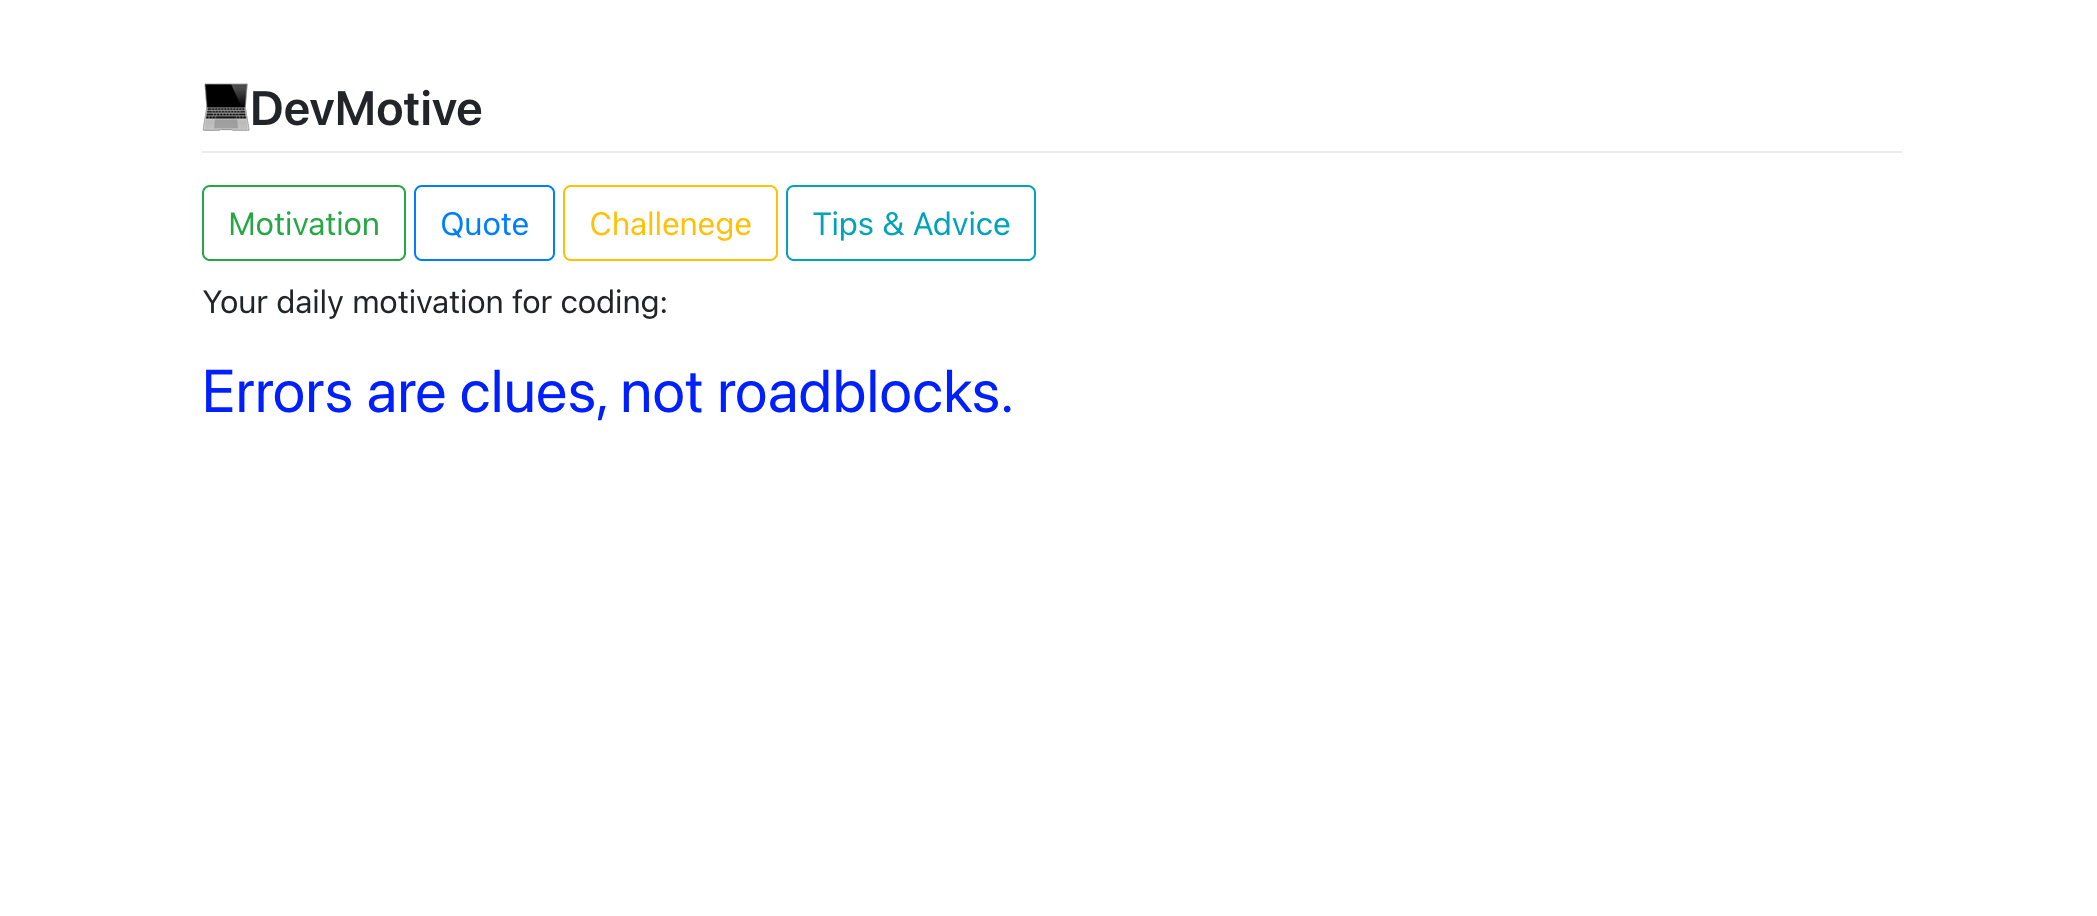 💻DevMotive
Motivation Quote Challenege Tips & Advice
Your daily motivation for coding:
Errors are clues, not roadblocks.